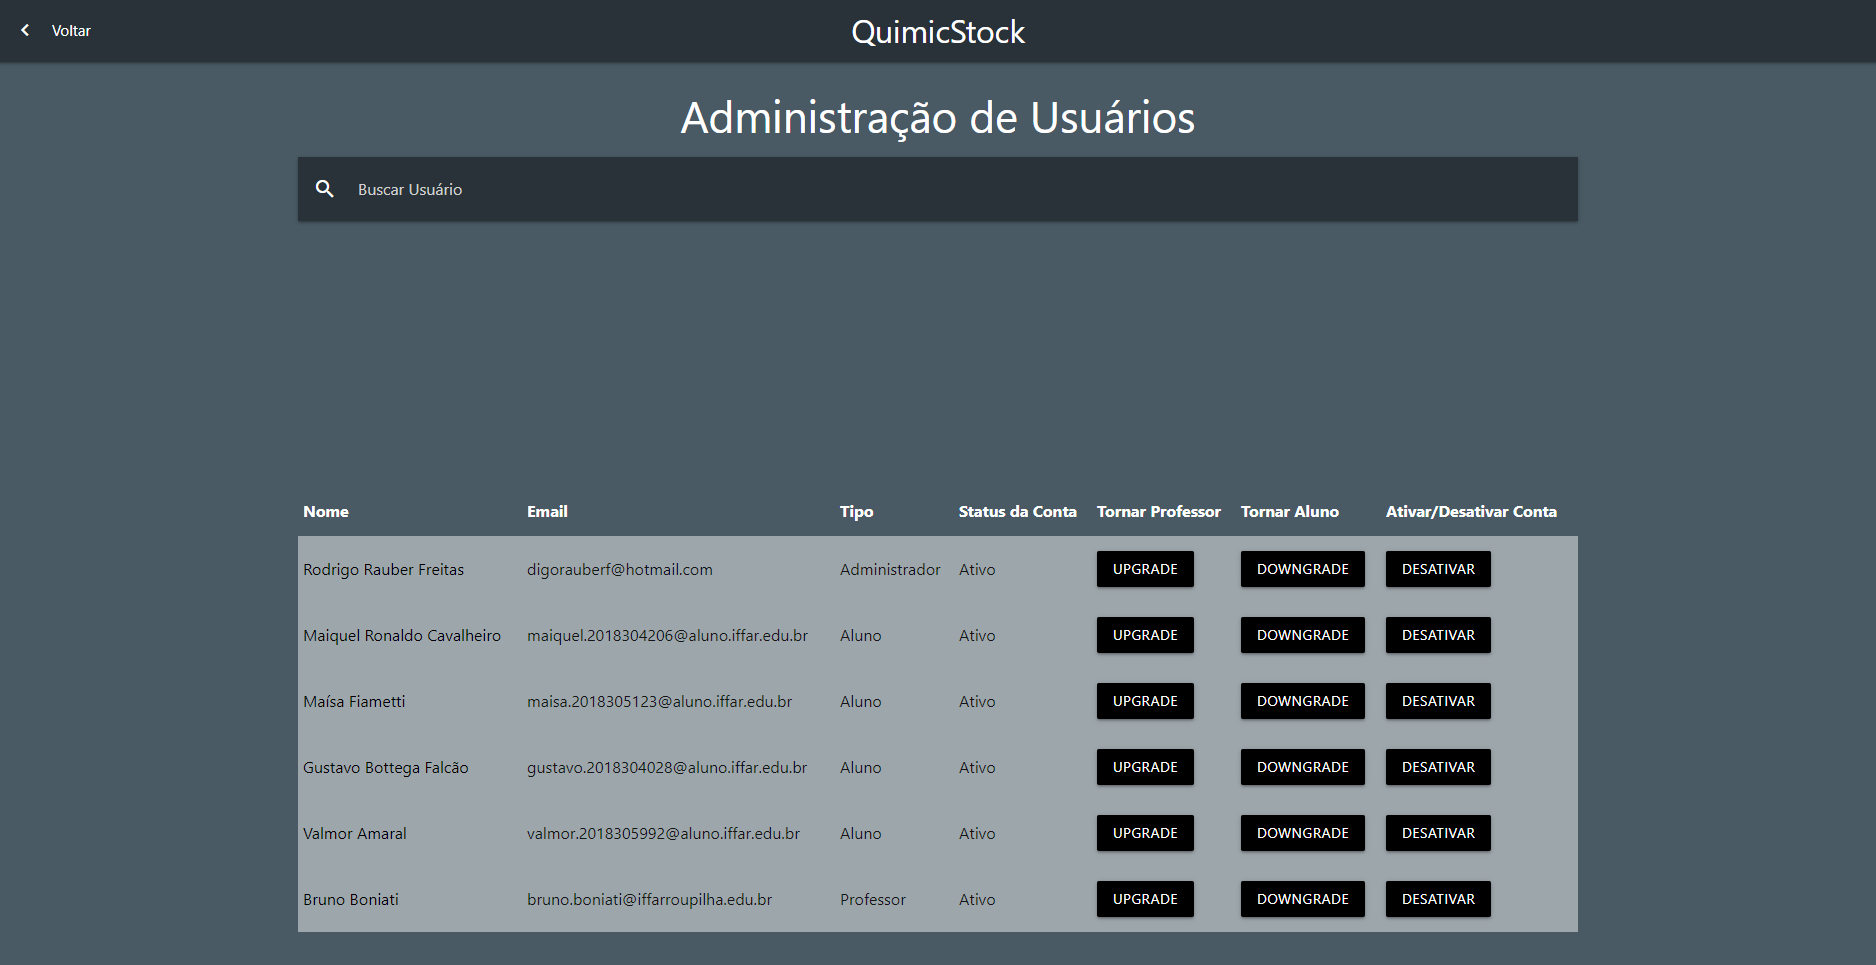 Voltar
QuimicStock
Administração de Usuários
Buscar Usuário
Nome Email Tipo Status da Conta Tornar Professor Tornar Aluno Ativar/Desativar Conta
Rodrigo Rauber Freitas digorauberf@hotmail.com Administrador Ativo UPGRADE DOWNGRADE DESATIVAR
Maiquel Ronaldo Cavalheiro maiquel.2018304206@aluno.iffar.edu.br Aluno Ativo UPGRADE DOWNGRADE DESATIVAR
Maísa Fiametti maisa.2018305123@aluno.iffar.edu.br Aluno Ativo UPGRADE DOWNGRADE DESATIVAR
Gustavo Bottega Falcão gustavo.2018304028@aluno.iffar.edu.br Aluno Ativo UPGRADE DOWNGRADE DESATIVAR
Valmor Amaral valmor.2018305992@aluno.iffar.edu.br Aluno Ativo UPGRADE DOWNGRADE DESATIVAR
Bruno Boniati bruno.boniati@iffarroupilha.edu.br Professor Ativo UPGRADE DOWNGRADE DESATIVAR